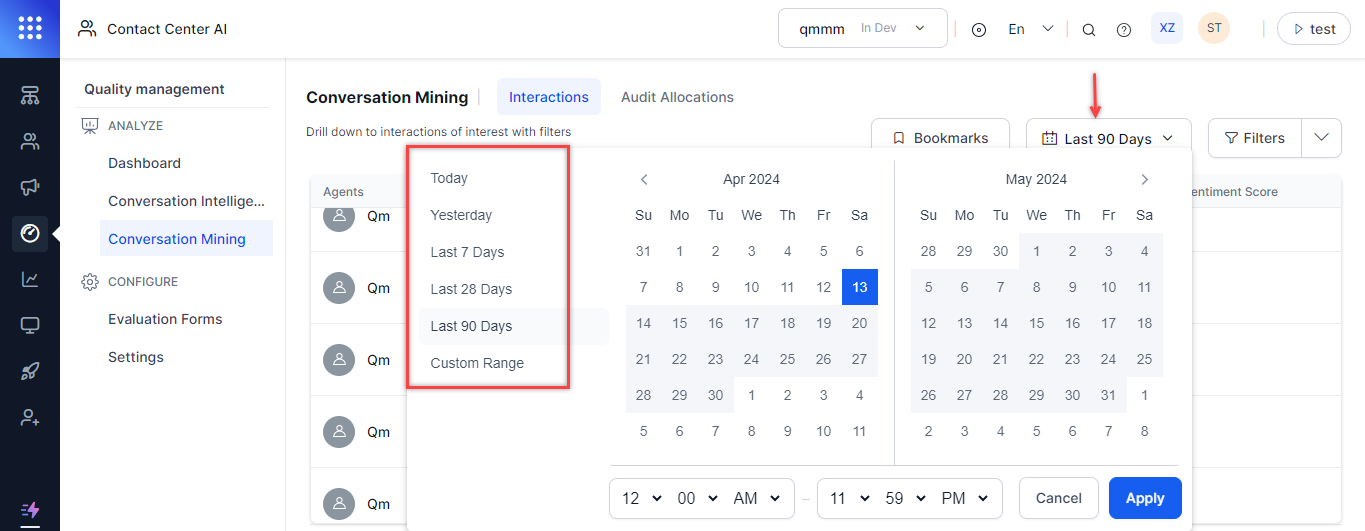 Contact Center AI
qmmm In Dev
En
XZ
ST
test
Quality management
ANALYZE
Dashboard
Conversation Intellige...
Conversation Mining
CONFIGURE
Evaluation Forms
Settings
Conversation Mining
Interactions
Audit Allocations
Drill down to interactions of interest with filters
Bookmarks
Last 90 Days
Filters
Agents
ntiment Score
Qm
Qm
Qm
Qm
Qm
Today
Yesterday
Last 7 Days
Last 28 Days
Last 90 Days
Custom Range
Apr 2024
Su Mo Tu We Th Fr Sa
31 1 2 3 4 5 6
7 8 9 10 11 12 13
14 15 16 17 18 19 20
21 22 23 24 25 26 27
28 29 30 1 2 3 4
5 6 7 8 9 10 11
May 2024
Su Mo Tu We Th Fr Sa
28 29 30 1 2 3 4
5 6 7 8 9 10 11
12 13 14 15 16 17 18
19 20 21 22 23 24 25
26 27 28 29 30 31 1
2 3 4 5 6 7 8
12 00 AM – 11 59 PM
Cancel
Apply